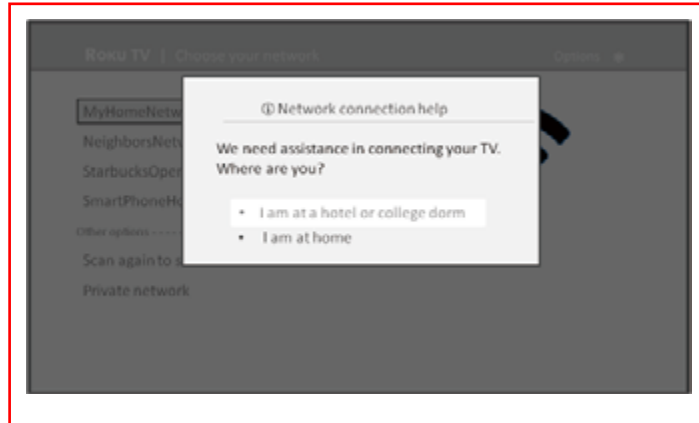 Roku TV | Choose your network
Options
ⓘ Network connection help
We need assistance in connecting your TV.
Where are you?
• I am at a hotel or college dorm
• I am at home
MyHomeNetw
NeighborsNetw
StarbucksOper
SmartPhoneHo
Other options
Scan again to s
Private network